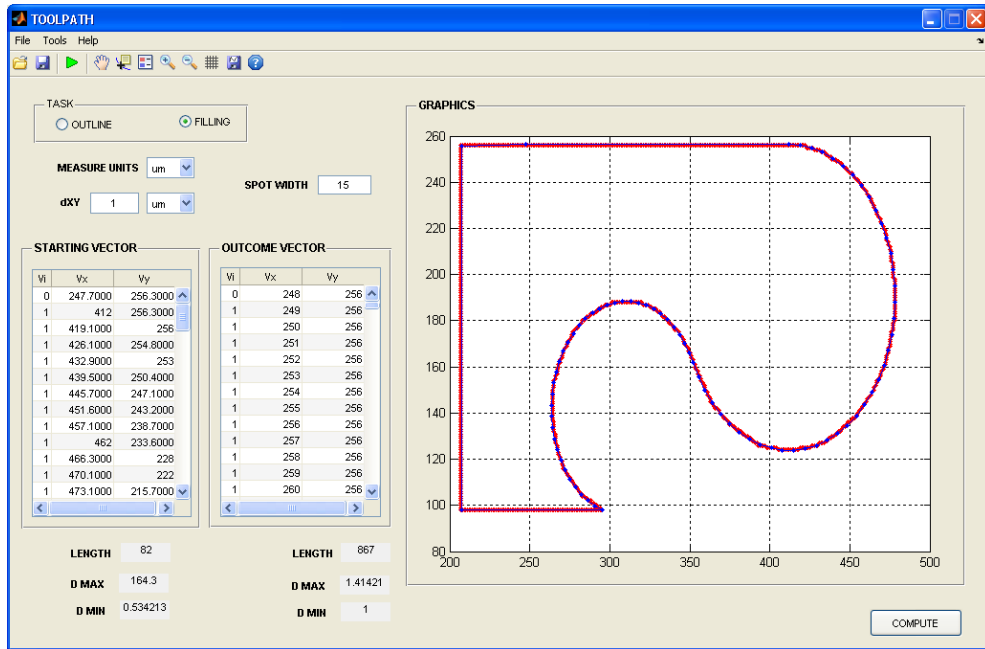 TOOLPATH
File Tools Help
TASK
OUTLINE
FILLING
MEASURE UNITS um
dXY 1 um
SPOT WIDTH 15
STARTING VECTOR
Vi Vx Vy
0 247.7000 256.3000
1 412 256.3000
1 419.1000 256
1 426.1000 254.8000
1 432.9000 253
1 439.5000 250.4000
1 445.7000 247.1000
1 451.6000 243.2000
1 457.1000 238.7000
1 462 233.6000
1 466.3000 228
1 470.1000 222
1 473.1000 215.7000
LENGTH 82
D MAX 164.3
D MIN 0.534213
OUTCOME VECTOR
Vi Vx Vy
0 248 256
1 249 256
1 250 256
1 251 256
1 252 256
1 253 256
1 254 256
1 255 256
1 256 256
1 257 256
1 258 256
1 259 256
1 260 256
LENGTH 867
D MAX 1.41421
D MIN 1
GRAPHICS
260
240
220
200
180
160
140
120
100
80
200 250 300 350 400 450 500
COMPUTE